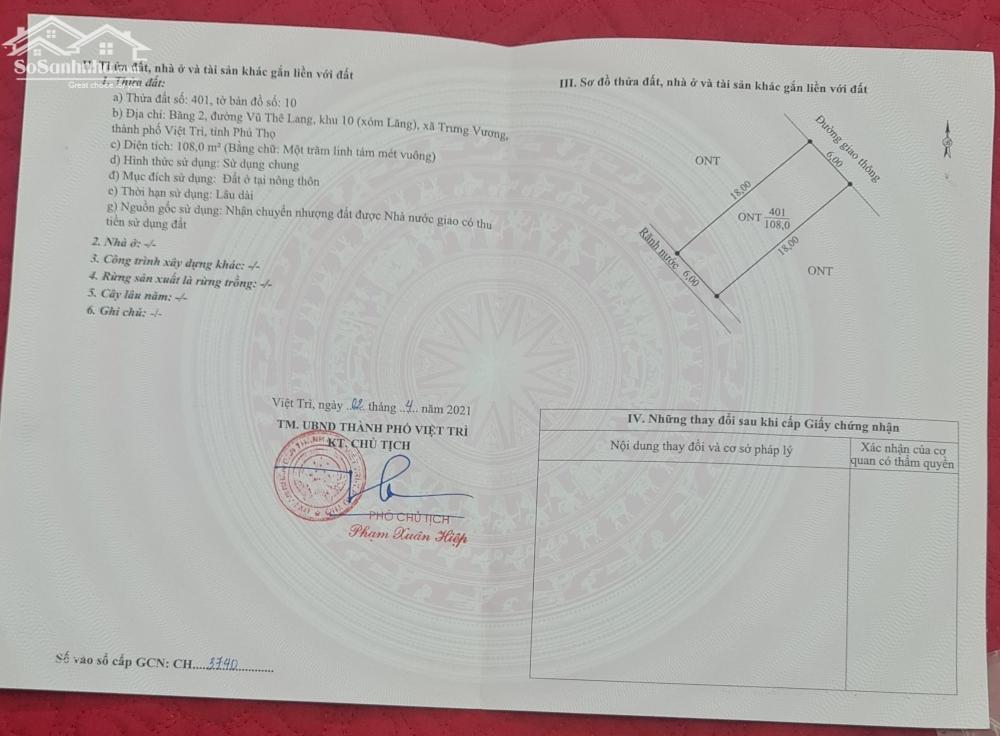 SoSanhNha
Great choice for you
II. Thửa đất, nhà ở và tài sản khác gắn liền với đất
1. Thửa đất:
a) Thửa đất số: 401, tờ bản đồ số: 10
b) Địa chỉ: Băng 2, đường Vũ Thê Lang, khu 10 (xóm Lăng), xã Trưng Vương,
thành phố Việt Trì, tỉnh Phú Thọ
c) Diện tích: 108,0 m² (Bằng chữ: Một trăm linh tám mét vuông)
d) Hình thức sử dụng: Sử dụng chung
đ) Mục đích sử dụng: Đất ở tại nông thôn
e) Thời hạn sử dụng: Lâu dài
g) Nguồn gốc sử dụng: Nhận chuyển nhượng đất được Nhà nước giao có thu
tiền sử dụng đất
2. Nhà ở: -/-
3. Công trình xây dựng khác: -/-
4. Rừng sản xuất là rừng trồng: -/-
5. Cây lâu năm: -/-
6. Ghi chú: -/-
Việt Trì, ngày ..02. tháng ..4.. năm 2021
TM. UBND THÀNH PHỐ VIỆT TRÌ
KT. CHỦ TỊCH
PHÓ CHỦ TỊCH
Phạm Xuân Hiệp
Số vào sổ cấp GCN: CH....3740............
III. Sơ đồ thửa đất, nhà ở và tài sản khác gắn liền với đất
Đường giao thông
6,00
ONT
18,00
ONT 401
108,0
18,00
Rãnh nước
6,00
ONT
IV. Những thay đổi sau khi cấp Giấy chứng nhận
Nội dung thay đổi và cơ sở pháp lý
Xác nhận của cơ
quan có thẩm quyền